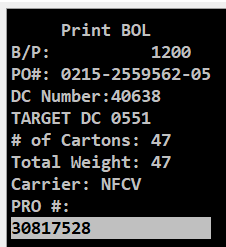 Print BOL
B/P: 1200
PO#: 0215-2559562-05
DC Number:40638
TARGET DC 0551
# of Cartons: 47
Total Weight: 47
Carrier: NFCV
PRO #:
30817528